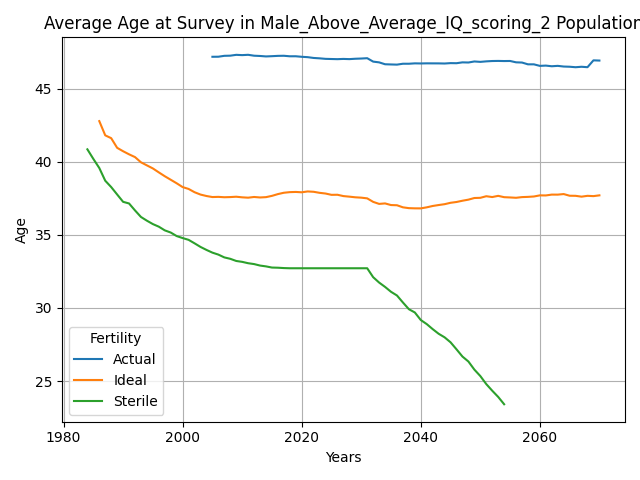 Average Age at Survey in Male_Above_Average_IQ_scoring_2 Population
45
40
35
30
25
Age
Fertility
Actual
Ideal
Sterile
1980
2000
2020
2040
2060
Years